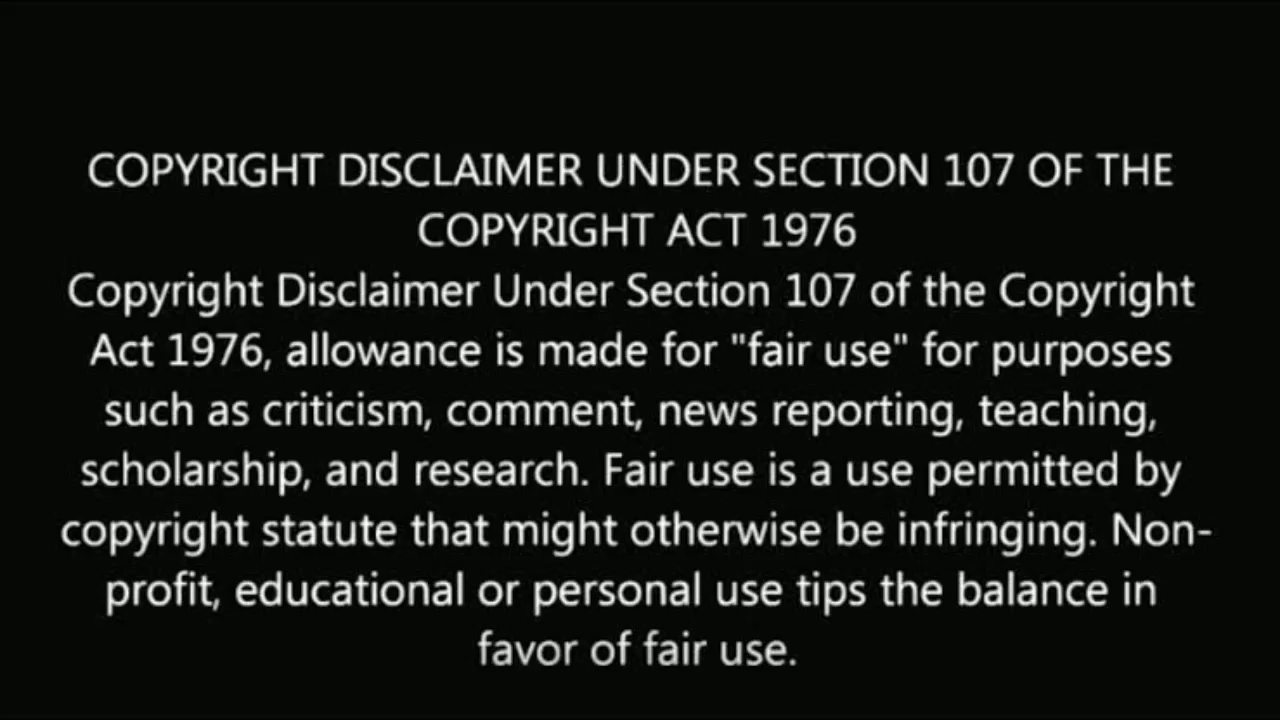 COPYRIGHT DISCLAIMER UNDER SECTION 107 OF THE
COPYRIGHT ACT 1976
Copyright Disclaimer Under Section 107 of the Copyright
Act 1976, allowance is made for "fair use" for purposes
such as criticism, comment, news reporting, teaching,
scholarship, and research. Fair use is a use permitted by
copyright statute that might otherwise be infringing. Non-
profit, educational or personal use tips the balance in
favor of fair use.